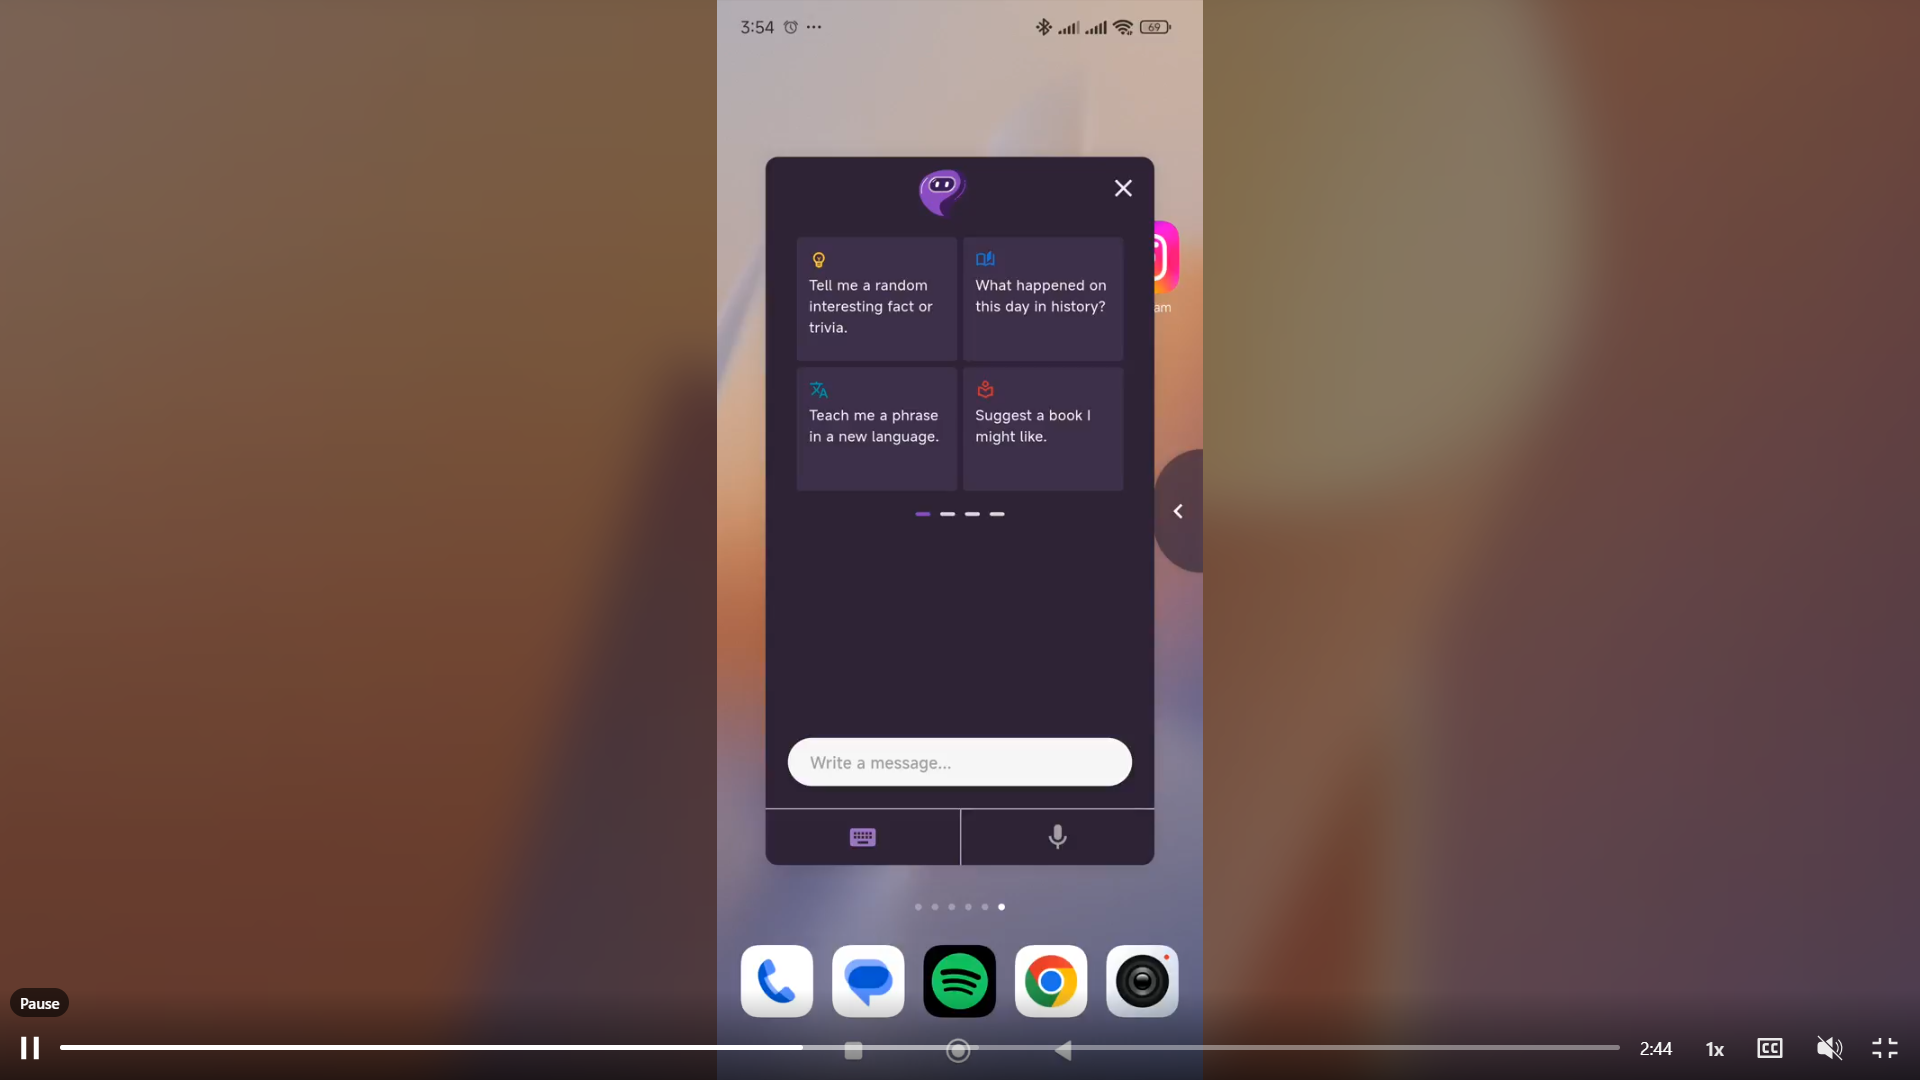 3:54
69
Tell me a random
interesting fact or
trivia.
What happened on
this day in history?
Teach me a phrase
in a new language.
Suggest a book I
might like.
am
Write a message...
Pause
2:44
1x
CC